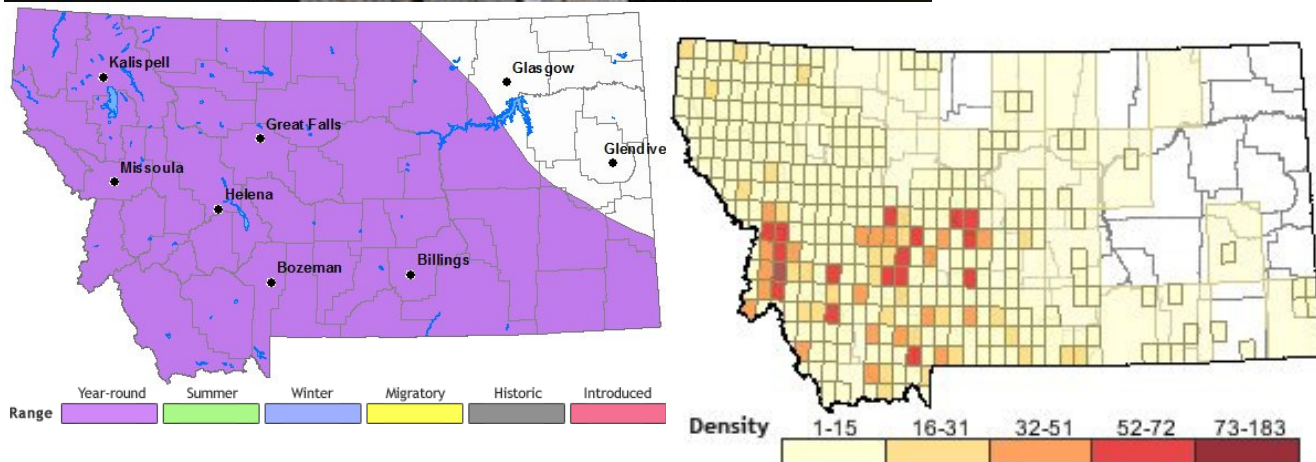 Kalispell
Glasgow
Great Falls
Glendive
Missoula
Helena
Billings
Bozeman
Year-round Summer Winter Migratory Historic Introduced
Range
Density 1-15 16-31 32-51 52-72 73-183